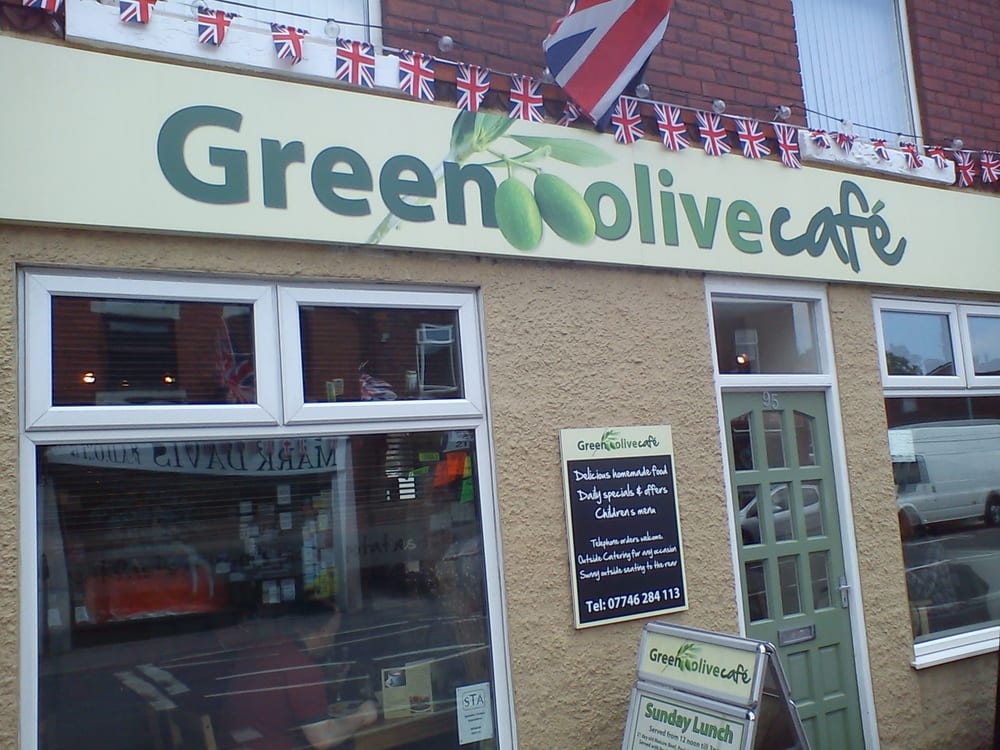 Green olive café
95
MARK DAVIS
Green olive café
Delicious homemade food
Daily specials & offers
Children's menu
Telephone orders welcome
Outside Catering for any occasion
Sunny outside seating to the rear
Tel: 07746 284 113
Green olive café
Sunday Lunch
Served from 12 noon till
STA